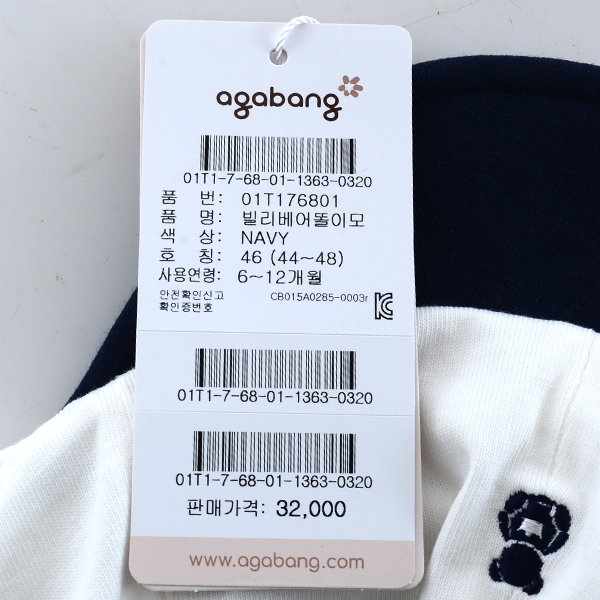 agabang
01T1-7-68-01-1363-0320
품 번: 01T176801
품 명: 빌리베어똘이모
색 상: NAVY
호 칭: 46 (44~48)
사용연령: 6~12개월
안전확인신고
확인증번호 CB015A0285-0003r
01T1-7-68-01-1363-0320
01T1-7-68-01-1363-0320
판매가격: 32,000
www.agabang.com